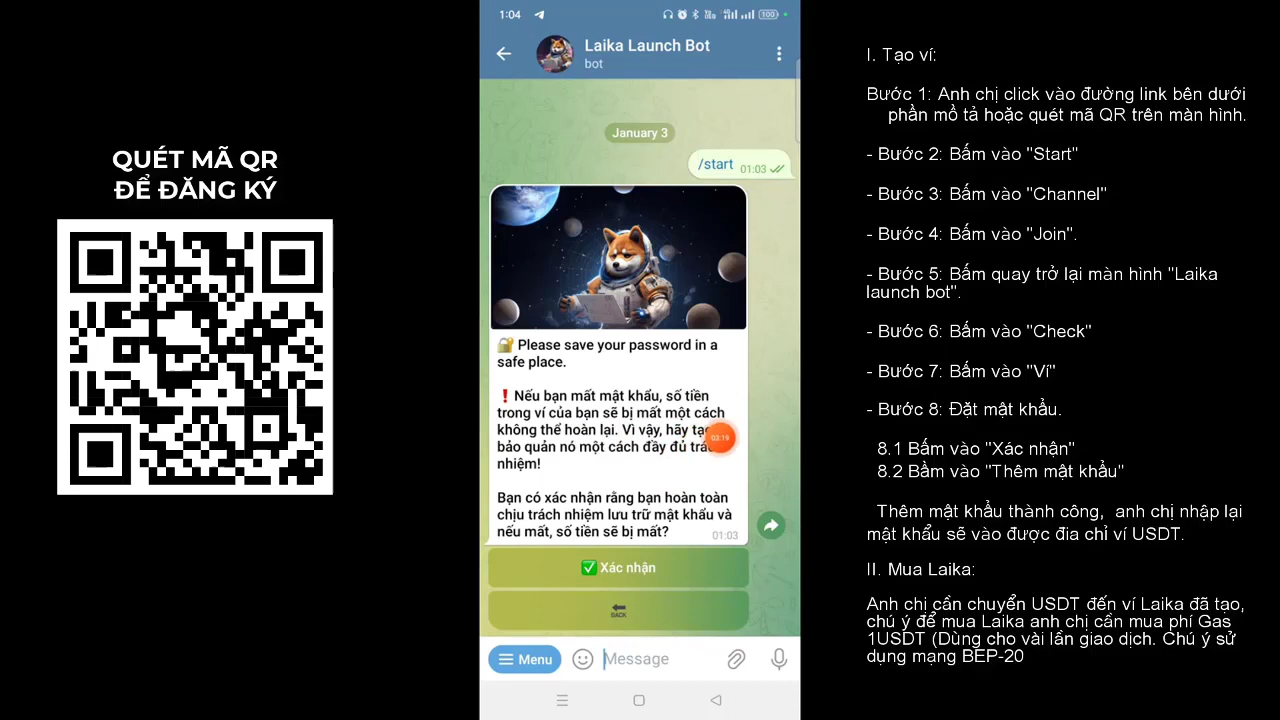 QUÉT MÃ QR
ĐỂ ĐĂNG KÝ
1:04
100
Laika Launch Bot
bot
January 3
/start 01:03
🔐 Please save your password in a
safe place.
❗ Nếu bạn mất mật khẩu, số tiền
trong ví của bạn sẽ bị mất một cách
không thể hoàn lại. Vì vậy, hãy
bảo quản nó một cách đầy đủ
nhiệm!
03:19
Bạn có xác nhận rằng bạn hoàn toàn
chịu trách nhiệm lưu trữ mật khẩu và
nếu mất, số tiền sẽ bị mất?
01:03
✅ Xác nhận
BACK
Menu
Message
I. Tạo ví:
Bước 1: Anh chị click vào đường link bên dưới
phần mồ tả hoặc quét mã QR trên màn hình.
- Bước 2: Bấm vào "Start"
- Bước 3: Bấm vào "Channel"
- Bước 4: Bấm vào "Join".
- Bước 5: Bấm quay trở lại màn hình "Laika
launch bot".
- Bước 6: Bấm vào "Check"
- Bước 7: Bấm vào "Ví"
- Bước 8: Đặt mật khẩu.
8.1 Bấm vào "Xác nhận"
8.2 Bầm vào "Thêm mật khẩu"
Thêm mật khẩu thành công, anh chị nhập lại
mật khẩu sẽ vào được đia chỉ ví USDT.
II. Mua Laika:
Anh chị cần chuyển USDT đến ví Laika đã tạo,
chú ý để mua Laika anh chị cần mua phí Gas
1USDT (Dùng cho vài lần giao dịch. Chú ý sử
dụng mạng BEP-20